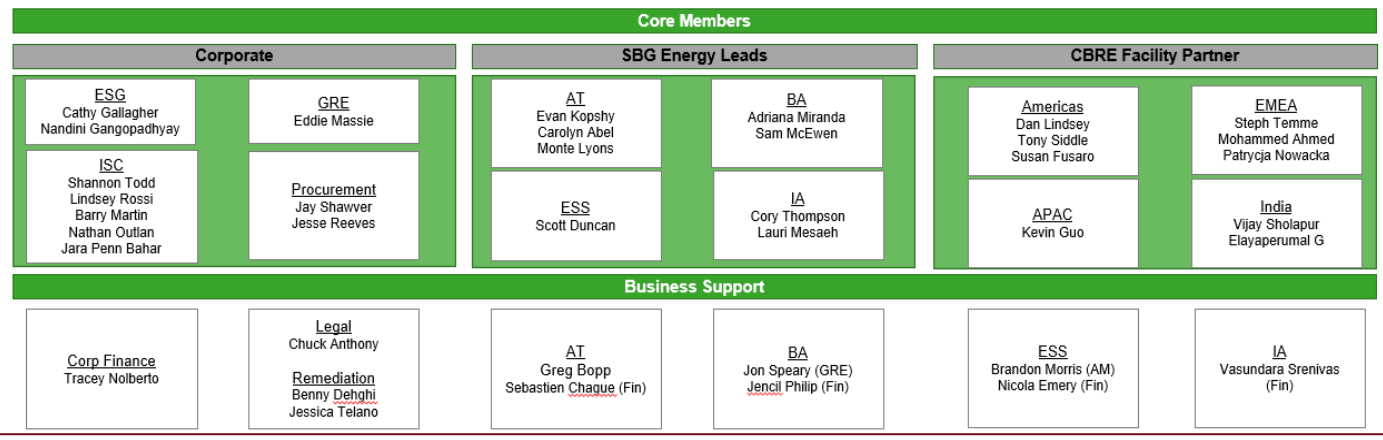 Core Members
Corporate
SBG Energy Leads
CBRE Facility Partner
ESG
Cathy Gallagher
Nandini Gangopadhyay
GRE
Eddie Massie
ISC
Shannon Todd
Lindsey Rossi
Barry Martin
Nathan Outlan
Jara Penn Bahar
Procurement
Jay Shawver
Jesse Reeves
AT
Evan Kopshy
Carolyn Abel
Monte Lyons
BA
Adriana Miranda
Sam McEwen
ESS
Scott Duncan
IA
Cory Thompson
Lauri Mesaeh
Americas
Dan Lindsey
Tony Siddle
Susan Fusaro
EMEA
Steph Temme
Mohammed Ahmed
Patrycja Nowacka
APAC
Kevin Guo
India
Vijay Sholapur
Elayaperumal G
Business Support
Corp Finance
Tracey Nolberto
Legal
Chuck Anthony
Remediation
Benny Dehghi
Jessica Telano
AT
Greg Bopp
Sebastien Chaque (Fin)
BA
Jon Speary (GRE)
Jencil Philip (Fin)
ESS
Brandon Morris (AM)
Nicola Emery (Fin)
IA
Vasundara Srenivas
(Fin)